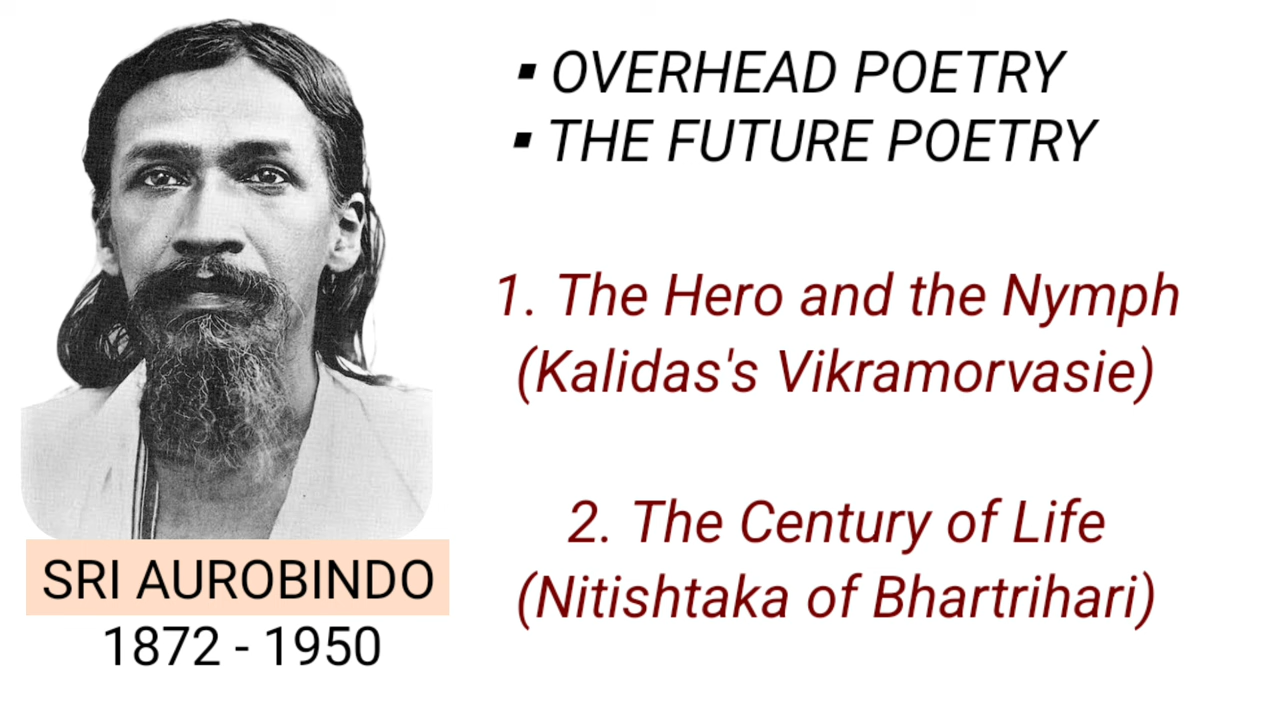 ▪ OVERHEAD POETRY
▪ THE FUTURE POETRY
1. The Hero and the Nymph
(Kalidas's Vikramorvasie)
2. The Century of Life
(Nitishtaka of Bhartrihari)
SRI AUROBINDO
1872 - 1950